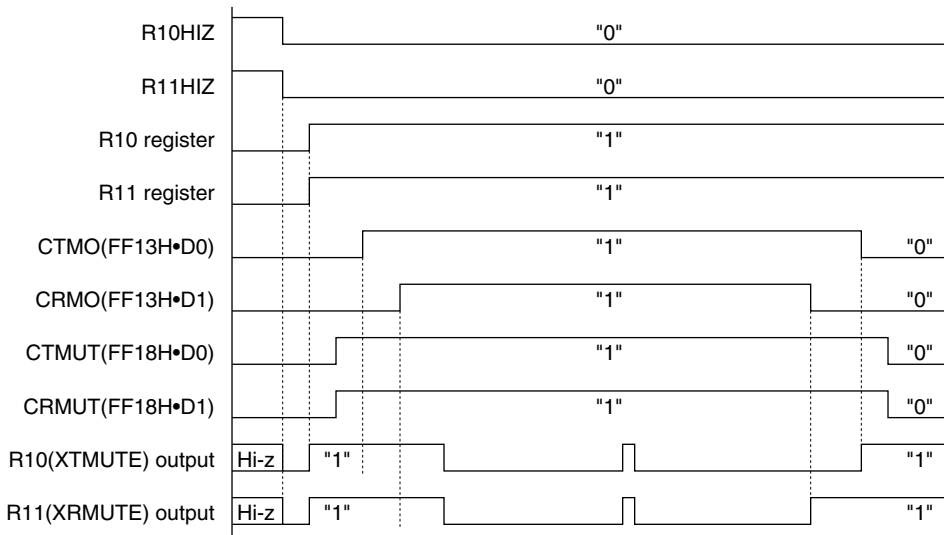 R10HIZ "0"
R11HIZ "0"
R10 register "1"
R11 register "1"
CTMO(FF13H•D0) "1" "0"
CRMO(FF13H•D1) "1" "0"
CTMUT(FF18H•D0) "1" "0"
CRMUT(FF18H•D1) "1" "0"
R10(XTMUTE) output Hi-z "1" "1"
R11(XRMUTE) output Hi-z "1" "1"